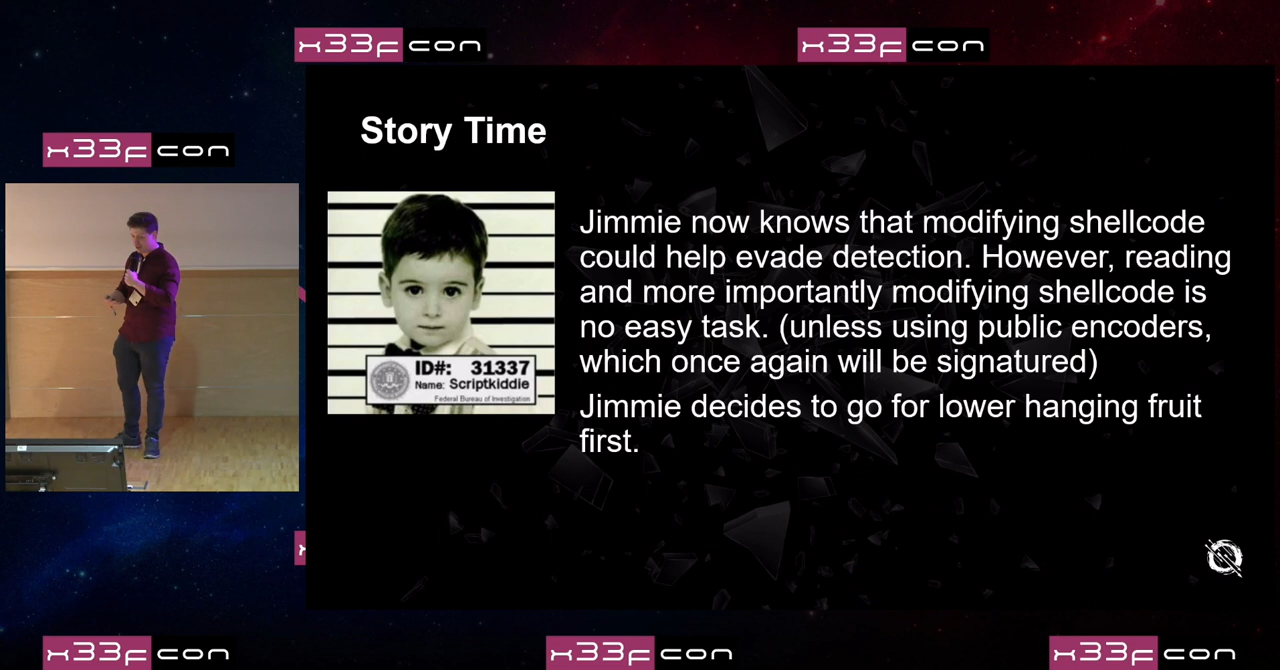 x33fcon
x33fcon
x33fcon
Story Time
Jimmie now knows that modifying shellcode
could help evade detection. However, reading
and more importantly modifying shellcode is
no easy task. (unless using public encoders,
which once again will be signatured)
Jimmie decides to go for lower hanging fruit
first.
ID#: 31337
Name: Scriptkiddie
Federal Bureau of Investigation
x33fcon
x33fcon
x33fcon